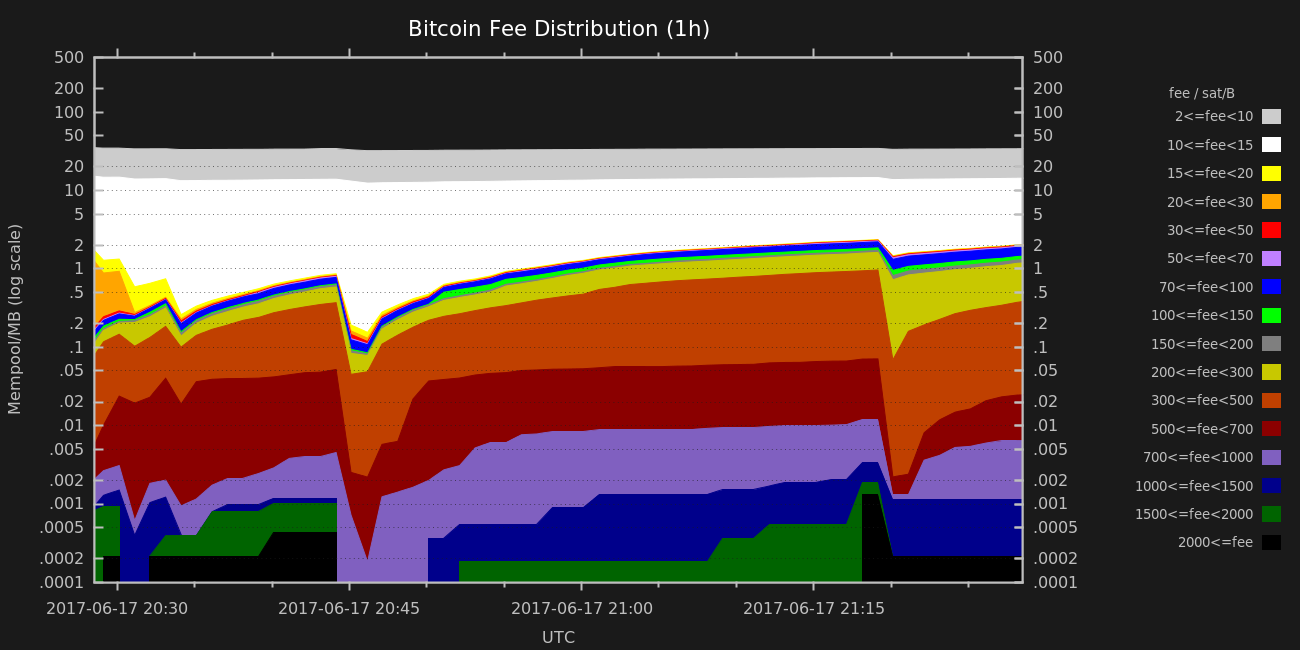 Bitcoin Fee Distribution (1h)
500 500
200 200
100 100
50 50
20 20
10 10
5 5
2 2
1 1
.5 .5
.2 .2
.1 .1
.05 .05
.02 .02
.01 .01
.005 .005
.002 .002
.001 .001
.0005 .0005
.0002 .0002
.0001 .0001
Mempool/MB (log scale)
2017-06-17 20:30 2017-06-17 20:45 2017-06-17 21:00 2017-06-17 21:15
UTC
fee / sat/B
2<=fee<10
10<=fee<15
15<=fee<20
20<=fee<30
30<=fee<50
50<=fee<70
70<=fee<100
100<=fee<150
150<=fee<200
200<=fee<300
300<=fee<500
500<=fee<700
700<=fee<1000
1000<=fee<1500
1500<=fee<2000
2000<=fee